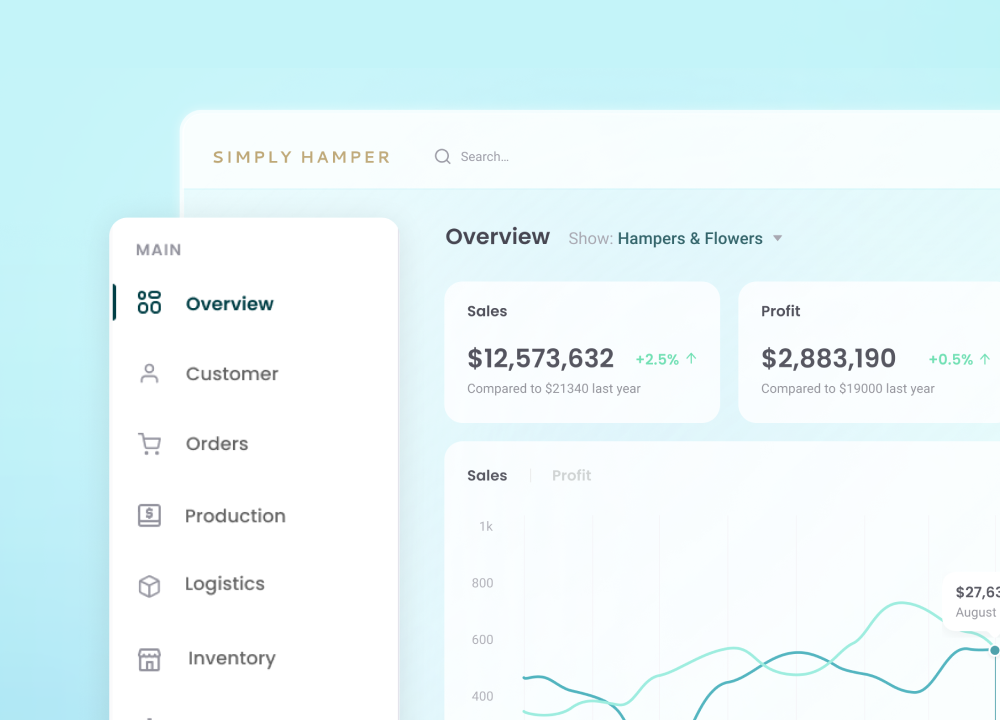 SIMPLY HAMPER
Search...
MAIN
Overview
Customer
Orders
Production
Logistics
Inventory
Overview
Show: Hampers & Flowers
Sales
$12,573,632 +2.5%
Compared to $21340 last year
Profit
$2,883,190 +0.5%
Compared to $19000 last year
Sales | Profit
1k
800
600
400
$27,63
August